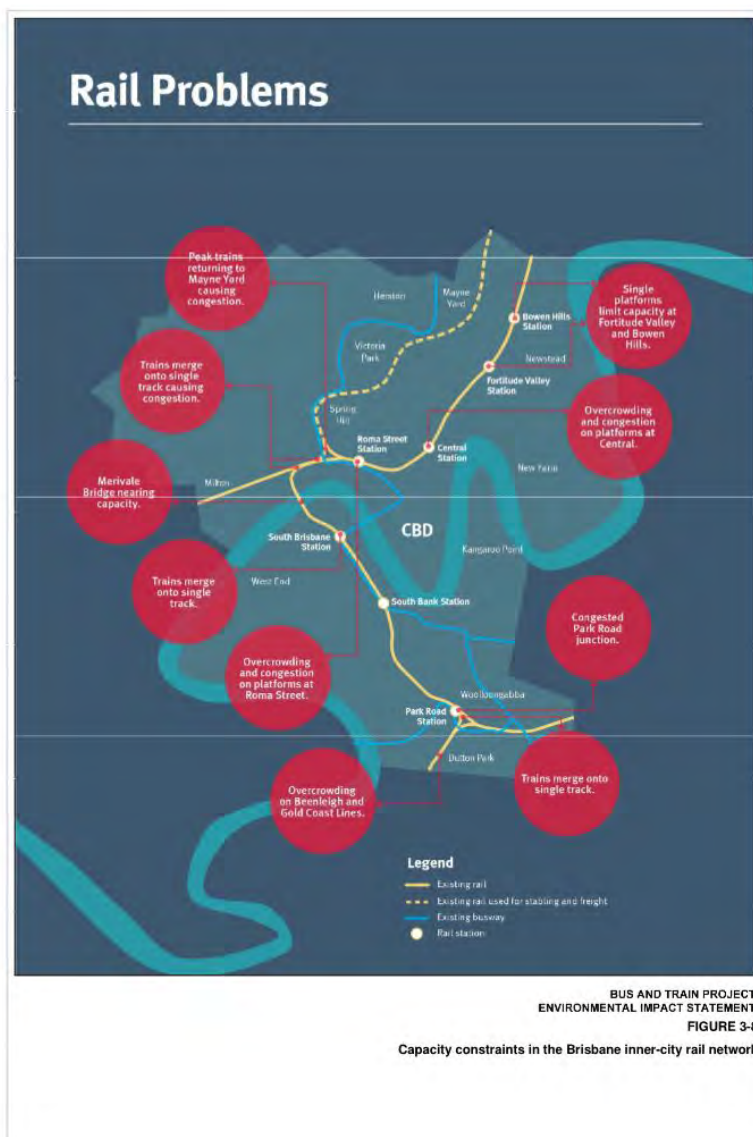 Rail Problems
Peak trains
returning to
Mayne Yard
causing
congestion.
Herston
Mayne
Yard
Single
platforms
limit capacity at
Fortitude Valley
and Bowen
Hills.
Bowen Hills
Station
Victoria
Park
Newstead
Trains merge
onto single
track causing
congestion.
Fortitude Valley
Station
Spring
Hill
Overcrowding
and congestion
on platforms at
Central.
Roma Street
Station
Central
Station
New Farm
Milton
Merivale
Bridge nearing
capacity.
CBD
South Brisbane
Station
Kangaroo Point
West End
Trains merge
onto single
track.
South Bank Station
Congested
Park Road
junction.
Overcrowding
and congestion
on platforms at
Roma Street.
Woolloongabba
Park Road
Station
Dutton Park
Trains merge onto
single track.
Overcrowding
on Beenleigh and
Gold Coast Lines.
Legend
Existing rail
Existing rail used for stabling and freight
Existing busway
Rail station
BUS AND TRAIN PROJECT
ENVIRONMENTAL IMPACT STATEMENT
FIGURE 3-
Capacity constraints in the Brisbane inner-city rail network